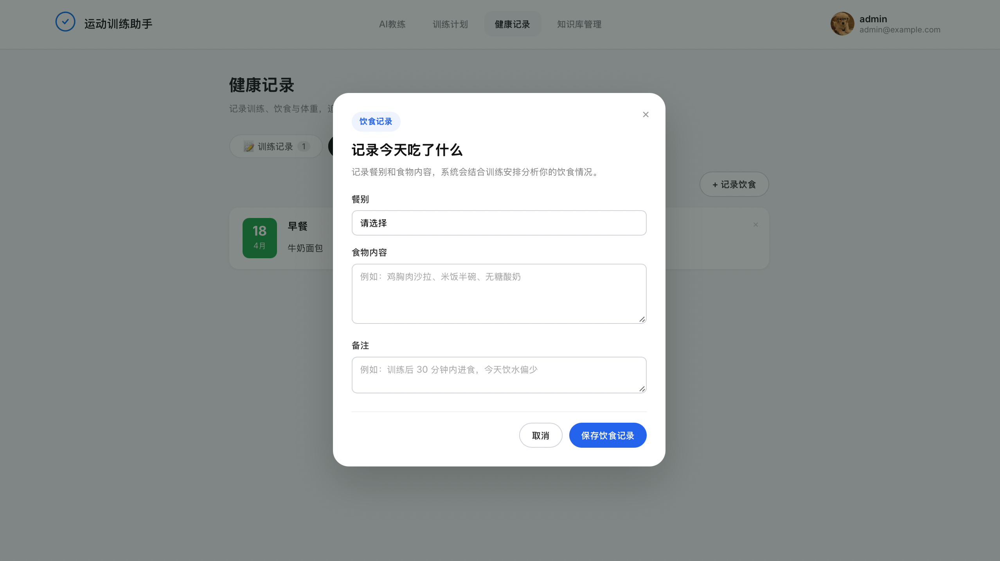 运动训练助手
AI教练
训练计划
健康记录
知识库管理
admin
admin@example.com
健康记录
记录训练、饮食与体重，
训练记录 1
+ 记录饮食
18
4月
早餐
牛奶面包
×
饮食记录
×
记录今天吃了什么
记录餐别和食物内容，系统会结合训练安排分析你的饮食情况。
餐别
请选择
食物内容
例如：鸡胸肉沙拉、米饭半碗、无糖酸奶
备注
例如：训练后 30 分钟内进食，今天饮水偏少
取消
保存饮食记录